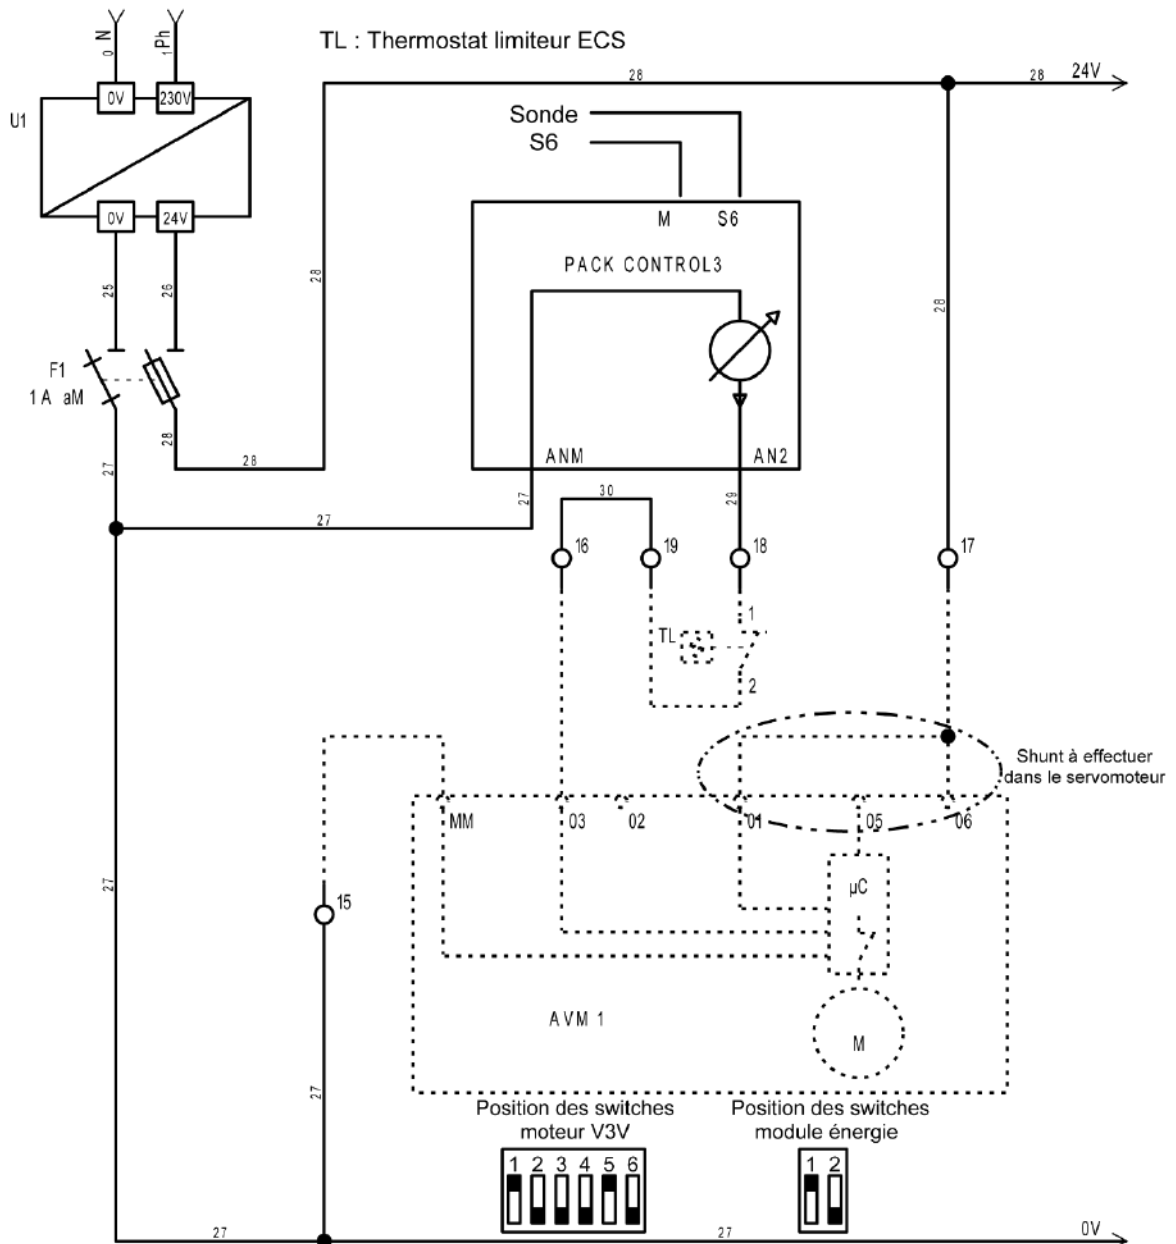 N
0
Ph
1
TL : Thermostat limiteur ECS
28
28
24V
0V
230V
U1
Sonde
S6
0V
24V
M
S6
PACK CONTROL3
25
26
28
28
F1
1 A aM
28
27
28
ANM
AN2
27
30
29
27
16
19
18
17
1
TL
2
Shunt à effectuer
dans le servomoteur
MM
03
02
01
05
06
27
15
µC
AVM 1
M
27
Position des switches
moteur V3V
Position des switches
module énergie
1 2 3 4 5 6
1 2
27
27
0V